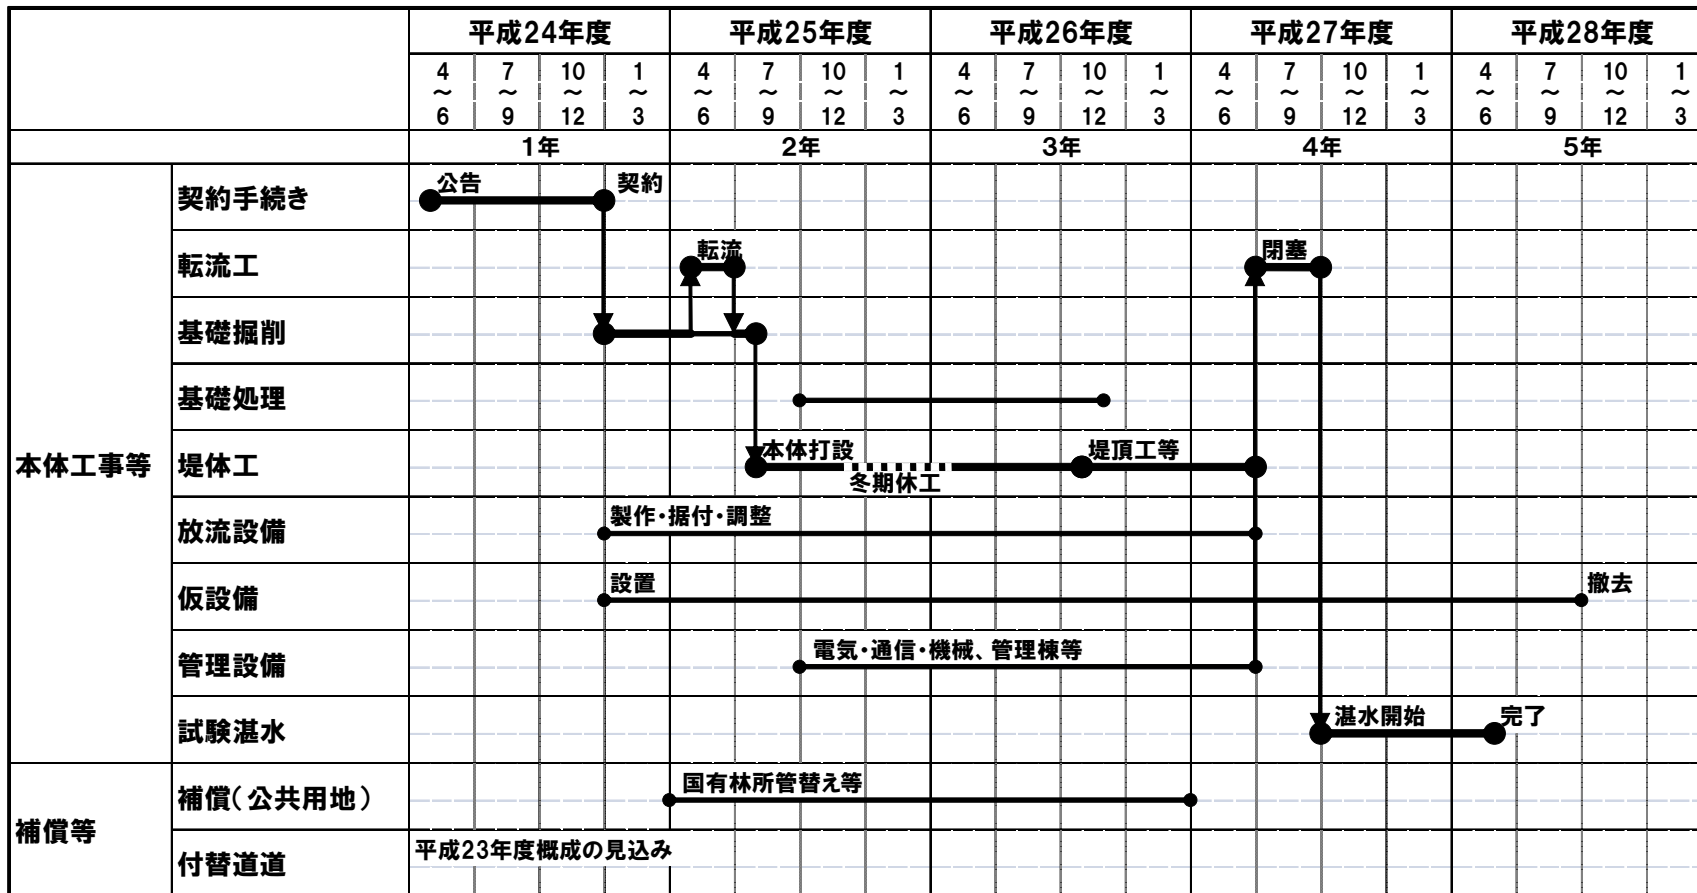 平成24年度 平成25年度 平成26年度 平成27年度 平成28年度
4～6 7～9 10～12 1～3 4～6 7～9 10～12 1～3 4～6 7～9 10～12 1～3 4～6 7～9 10～12 1～3 4～6 7～9 10～12 1～3
1年 2年 3年 4年 5年
本体工事等
契約手続き 公告 契約
転流工 転流 閉塞
基礎掘削
基礎処理
堤体工 本体打設 堤頂工等
冬期休工
放流設備 製作・据付・調整
仮設備 設置 撤去
管理設備 電気・通信・機械、管理棟等
試験湛水 湛水開始 完了
補償等
補償（公共用地） 国有林所管替え等
付替道道 平成23年度概成の見込み